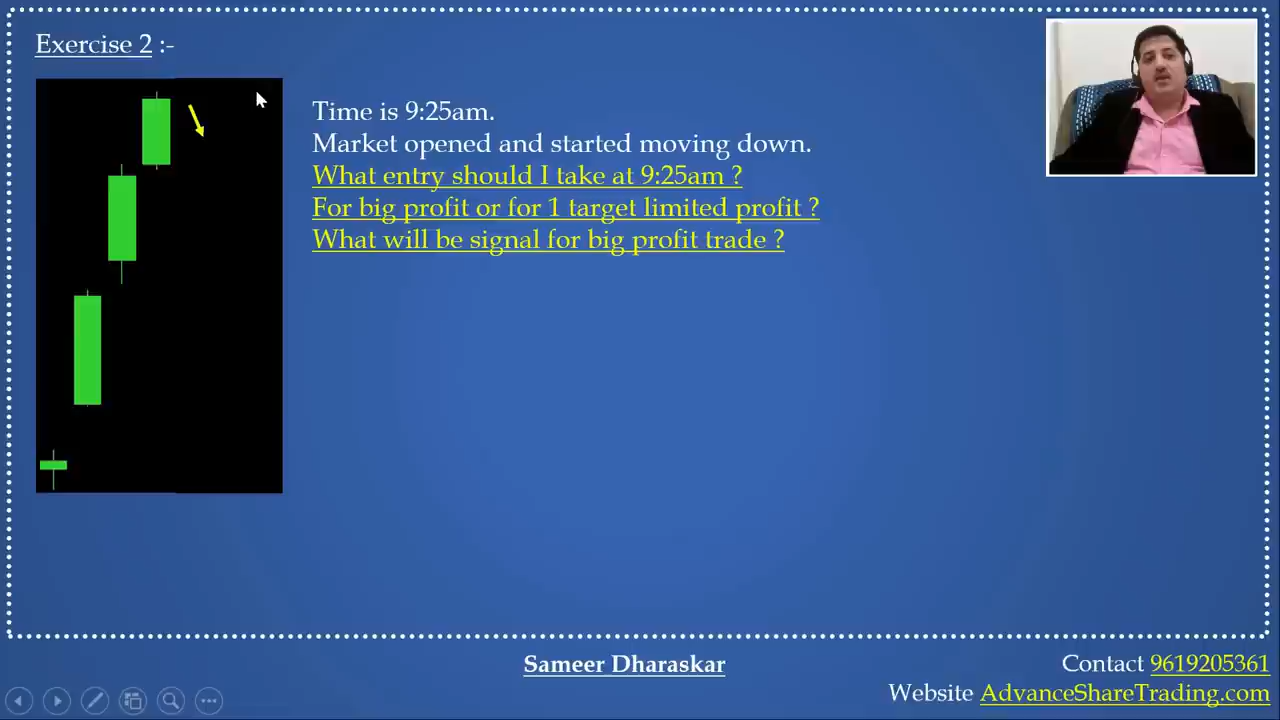 Exercise 2 :-
Time is 9:25am.
Market opened and started moving down.
What entry should I take at 9:25am ?
For big profit or for 1 target limited profit ?
What will be signal for big profit trade ?
Sameer Dharaskar
Contact 9619205361
Website AdvanceShareTrading.com